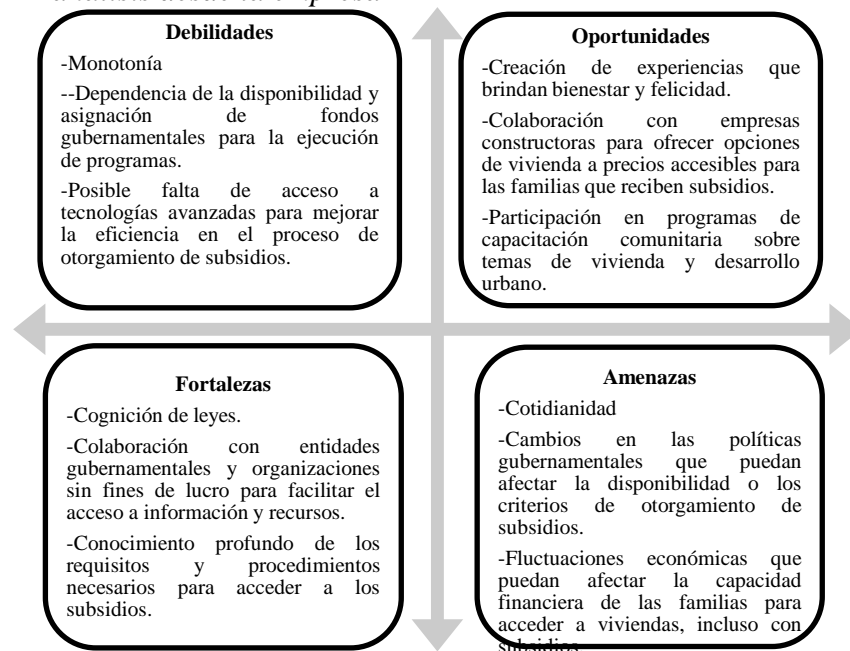 Debilidades
-Monotonía
--Dependencia de la disponibilidad y
asignación de fondos
gubernamentales para la ejecución
de programas.
-Posible falta de acceso a
tecnologías avanzadas para mejorar
la eficiencia en el proceso de
otorgamiento de subsidios.
Oportunidades
-Creación de experiencias que
brindan bienestar y felicidad.
-Colaboración con empresas
constructoras para ofrecer opciones
de vivienda a precios accesibles para
las familias que reciben subsidios.
-Participación en programas de
capacitación comunitaria sobre
temas de vivienda y desarrollo
urbano.
Fortalezas
-Cognición de leyes.
-Colaboración con entidades
gubernamentales y organizaciones
sin fines de lucro para facilitar el
acceso a información y recursos.
-Conocimiento profundo de los
requisitos y procedimientos
necesarios para acceder a los
subsidios.
Amenazas
-Cotidianidad
-Cambios en las políticas
gubernamentales que puedan
afectar la disponibilidad o los
criterios de otorgamiento de
subsidios.
-Fluctuaciones económicas que
puedan afectar la capacidad
financiera de las familias para
acceder a viviendas, incluso con
subsidios